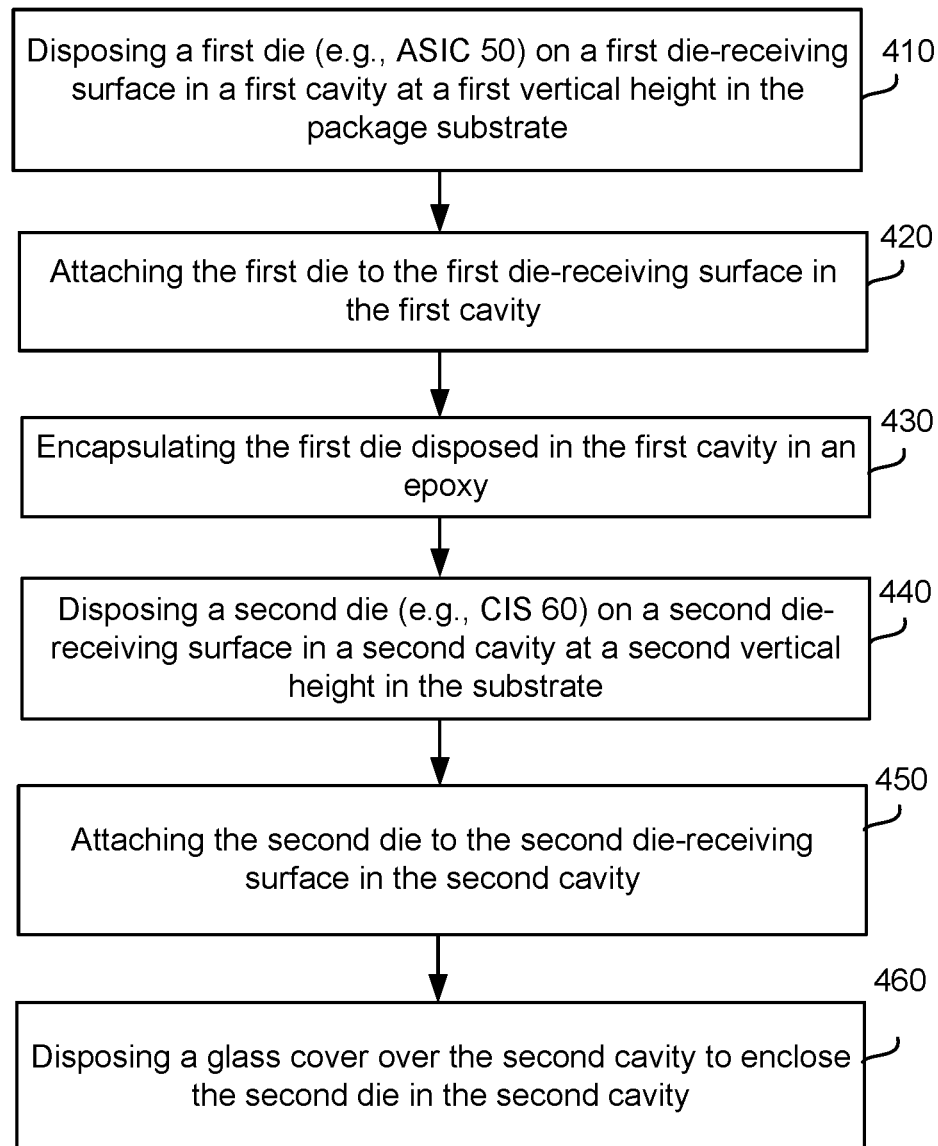 Disposing a first die (e.g., ASIC 50) on a first die-receiving
surface in a first cavity at a first vertical height in the
package substrate
410
Attaching the first die to the first die-receiving surface in
the first cavity
420
Encapsulating the first die disposed in the first cavity in an
epoxy
430
Disposing a second die (e.g., CIS 60) on a second die-
receiving surface in a second cavity at a second vertical
height in the substrate
440
Attaching the second die to the second die-receiving
surface in the second cavity
450
Disposing a glass cover over the second cavity to enclose
the second die in the second cavity
460